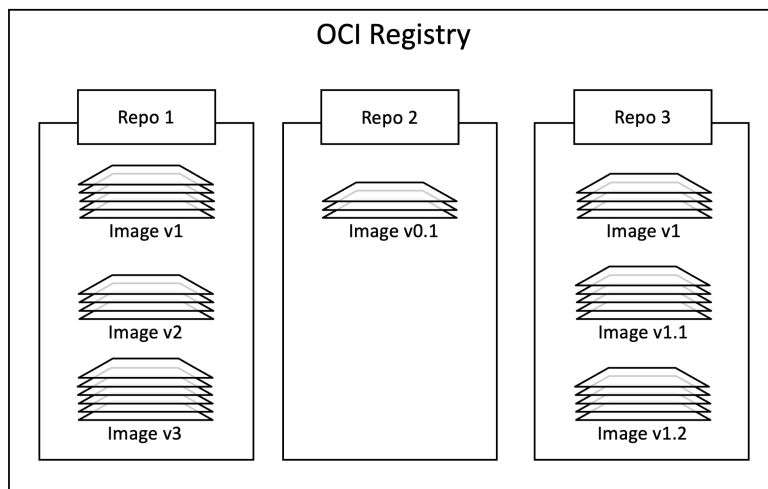 OCI Registry
Repo 1
Image v1
Image v2
Image v3
Repo 2
Image v0.1
Repo 3
Image v1
Image v1.1
Image v1.2